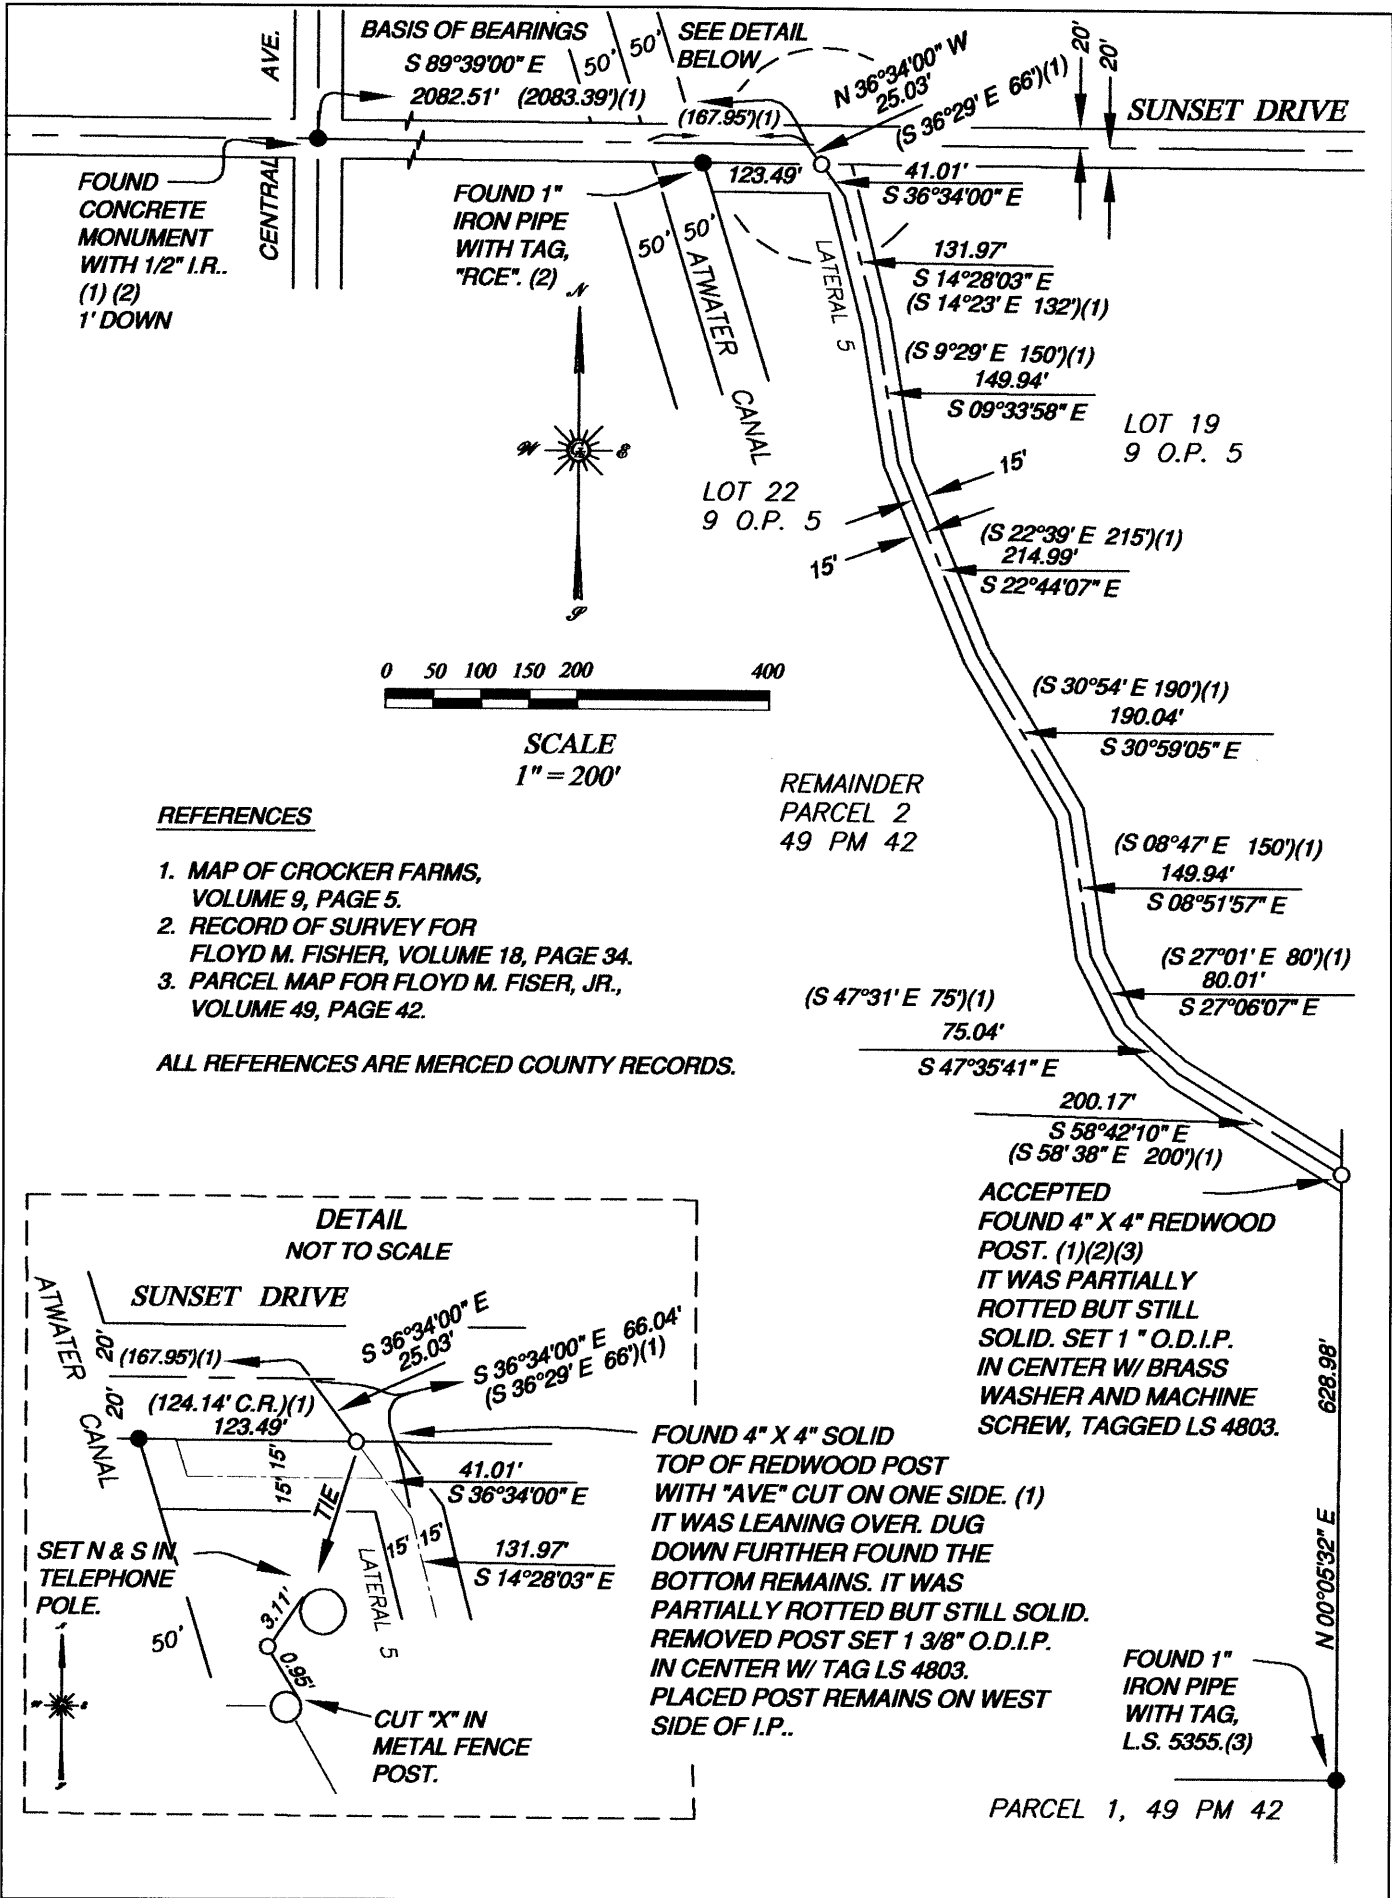 BASIS OF BEARINGS
S 89°39'00" E
2082.51' (2083.39')(1)
AVE.
CENTRAL
50' 50'
SEE DETAIL
BELOW
N 36°34'00" W
25.03'
(S 36°29' E 66')(1)
20' 20'
SUNSET DRIVE
(167.95')(1)
FOUND
CONCRETE
MONUMENT
WITH 1/2" I.R..
(1) (2)
1' DOWN
FOUND 1"
IRON PIPE
WITH TAG,
"RCE". (2)
123.49'
41.01'
S 36°34'00" E
50' 50'
ATWATER
CANAL
LATERAL 5
131.97'
S 14°28'03" E
(S 14°23' E 132')(1)
(S 9°29' E 150')(1)
149.94'
S 09°33'58" E
LOT 19
9 O.P. 5
N
W E
S
LOT 22
9 O.P. 5
15'
15'
(S 22°39' E 215')(1)
214.99'
S 22°44'07" E
0 50 100 150 200 400
SCALE
1" = 200'
(S 30°54' E 190')(1)
190.04'
S 30°59'05" E
REMAINDER
PARCEL 2
49 PM 42
REFERENCES
1. MAP OF CROCKER FARMS,
VOLUME 9, PAGE 5.
2. RECORD OF SURVEY FOR
FLOYD M. FISHER, VOLUME 18, PAGE 34.
3. PARCEL MAP FOR FLOYD M. FISER, JR.,
VOLUME 49, PAGE 42.
ALL REFERENCES ARE MERCED COUNTY RECORDS.
(S 08°47' E 150')(1)
149.94'
S 08°51'57" E
(S 27°01' E 80')(1)
80.01'
S 27°06'07" E
(S 47°31' E 75')(1)
75.04'
S 47°35'41" E
200.17'
S 58°42'10" E
(S 58'38" E 200')(1)
ACCEPTED
FOUND 4" X 4" REDWOOD
POST. (1)(2)(3)
IT WAS PARTIALLY
ROTTED BUT STILL
SOLID. SET 1 " O.D.I.P.
IN CENTER W/ BRASS
WASHER AND MACHINE
SCREW, TAGGED LS 4803.
628.98'
N 00°05'32" E
DETAIL
NOT TO SCALE
SUNSET DRIVE
ATWATER
CANAL
20'
20'
(167.95')(1)
S 36°34'00" E
25.03'
S 36°34'00" E 66.04'
(S 36°29' E 66')(1)
(124.14' C.R.)(1)
123.49'
15' 15'
TIE
41.01'
S 36°34'00" E
15' 15'
131.97'
S 14°28'03" E
LATERAL 5
SET N & S IN
TELEPHONE
POLE.
50'
3.11'
0.95'
CUT "X" IN
METAL FENCE
POST.
FOUND 4" X 4" SOLID
TOP OF REDWOOD POST
WITH "AVE" CUT ON ONE SIDE. (1)
IT WAS LEANING OVER. DUG
DOWN FURTHER FOUND THE
BOTTOM REMAINS. IT WAS
PARTIALLY ROTTED BUT STILL SOLID.
REMOVED POST SET 1 3/8" O.D.I.P.
IN CENTER W/ TAG LS 4803.
PLACED POST REMAINS ON WEST
SIDE OF I.P..
FOUND 1"
IRON PIPE
WITH TAG,
L.S. 5355.(3)
PARCEL 1, 49 PM 42